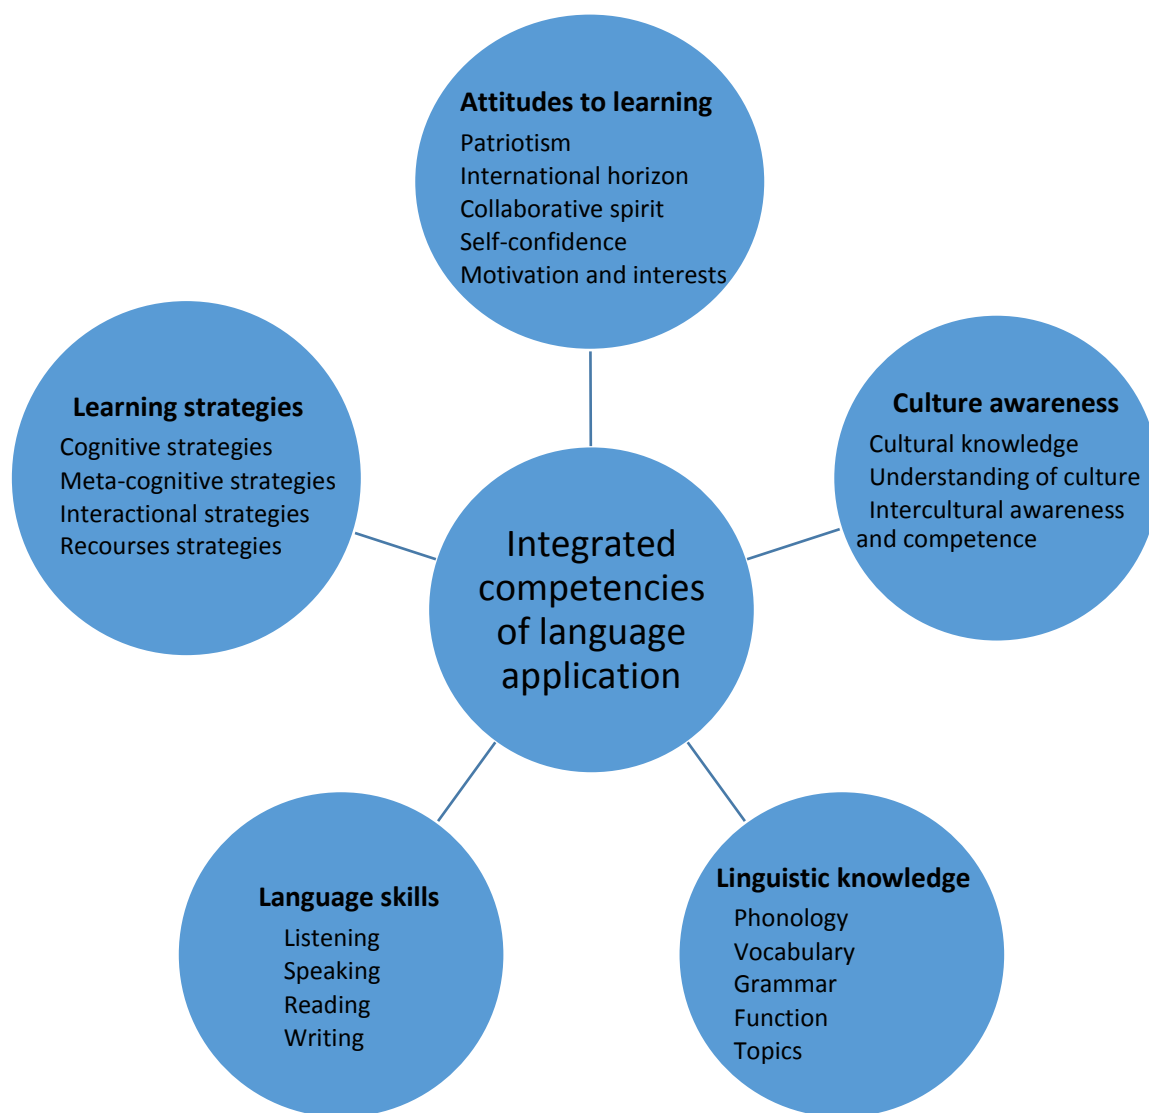 Attitudes to learning
Patriotism
International horizon
Collaborative spirit
Self-confidence
Motivation and interests
Learning strategies
Cognitive strategies
Meta-cognitive strategies
Interactional strategies
Recourses strategies
Culture awareness
Cultural knowledge
Understanding of culture
Intercultural awareness
and competence
Integrated
competencies
of language
application
Language skills
Listening
Speaking
Reading
Writing
Linguistic knowledge
Phonology
Vocabulary
Grammar
Function
Topics